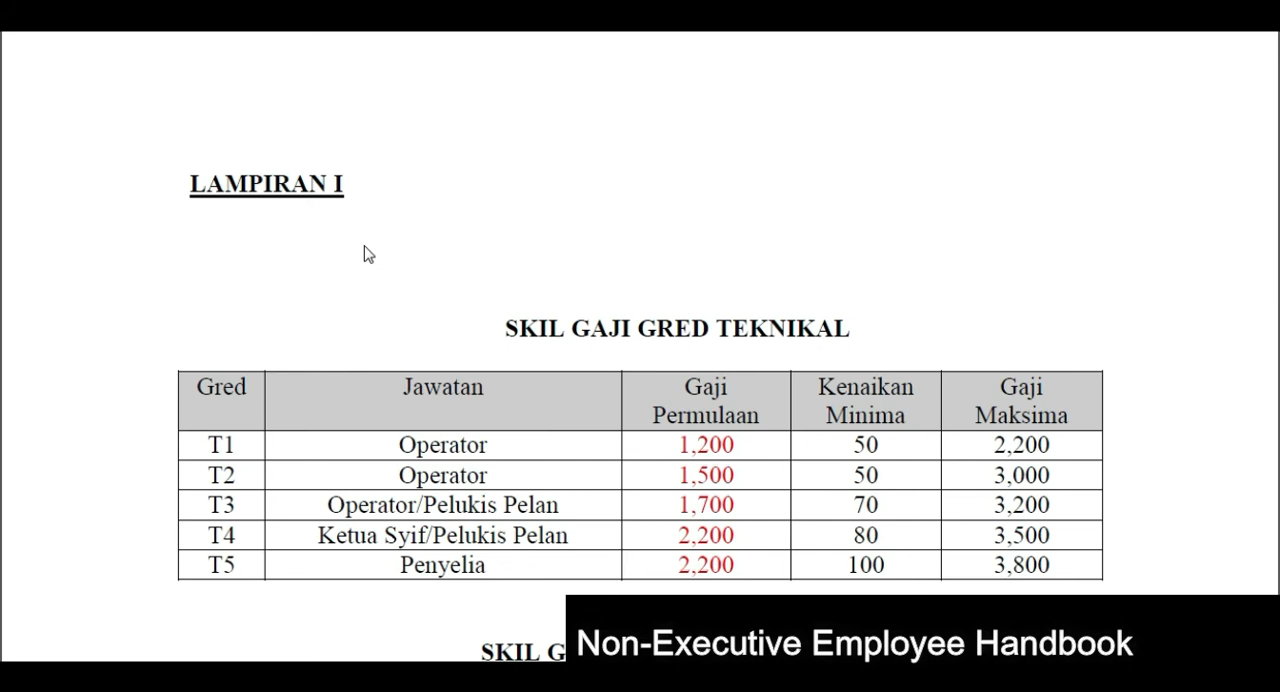 LAMPIRAN I
SKIL GAJI GRED TEKNIKAL
Gred Jawatan Gaji Permulaan Kenaikan Minima Gaji Maksima
T1 Operator 1,200 50 2,200
T2 Operator 1,500 50 3,000
T3 Operator/Pelukis Pelan 1,700 70 3,200
T4 Ketua Syif/Pelukis Pelan 2,200 80 3,500
T5 Penyelia 2,200 100 3,800
SKIL G
Non-Executive Employee Handbook